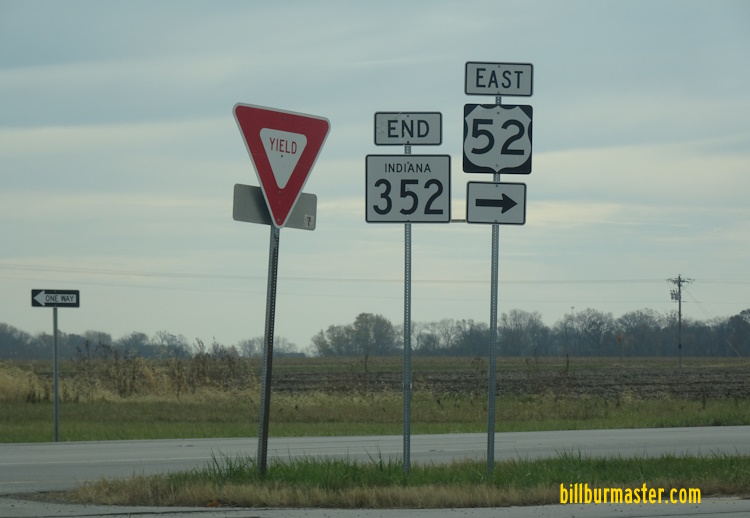 YIELD
END
INDIANA
352
EAST
52
ONE WAY
billburmaster.com